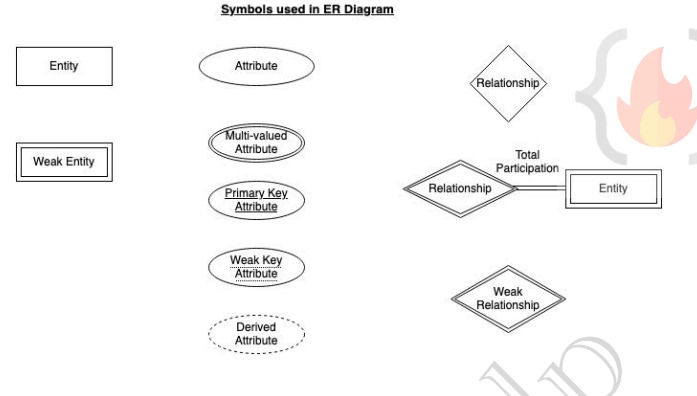 Symbols used in ER Diagram
Entity
Attribute
Relationship
Weak Entity
Multi-valued
Attribute
Primary Key
Attribute
Total
Participation
Relationship
Entity
Weak Key
Attribute
Weak
Relationship
Derived
Attribute